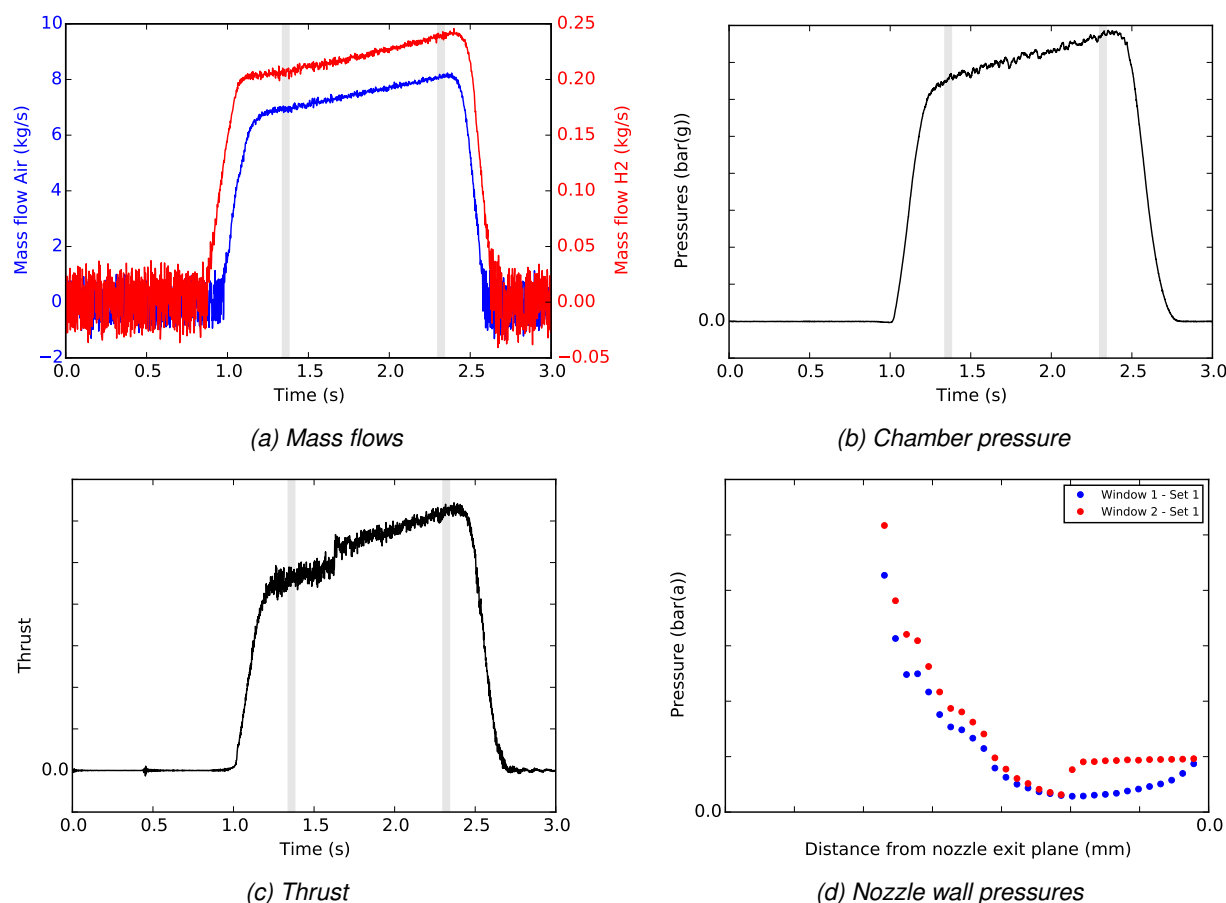 10
8
6
4
2
0
−2
Mass flow Air (kg/s)
0.25
0.20
0.15
0.10
0.05
0.00
−0.05
Mass flow H2 (kg/s)
0.0 0.5 1.0 1.5 2.0 2.5 3.0
Time (s)
(a) Mass flows
Pressures (bar(g))
0.0
0.0 0.5 1.0 1.5 2.0 2.5 3.0
Time (s)
(b) Chamber pressure
Thrust
0.0
0.0 0.5 1.0 1.5 2.0 2.5 3.0
Time (s)
(c) Thrust
Window 1 - Set 1
Window 2 - Set 1
Pressure (bar(a))
0.0
0.0
Distance from nozzle exit plane (mm)
(d) Nozzle wall pressures